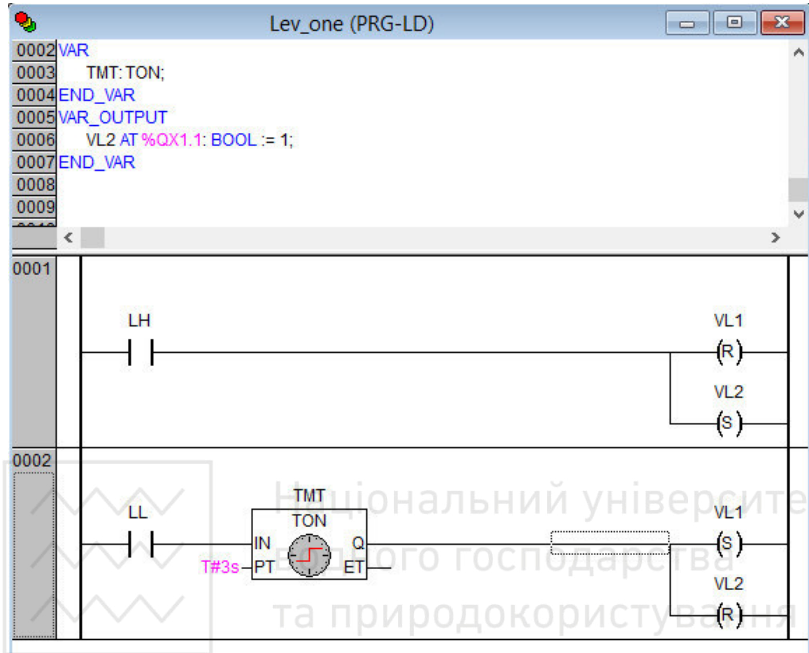 Lev_one (PRG-LD)
0002 VAR
0003 TMT: TON;
0004 END_VAR
0005 VAR_OUTPUT
0006 VL2 AT %QX1.1: BOOL := 1;
0007 END_VAR
0008
0009
0001
LH VL1
(R)
VL2
(S)
0002
TMT
LL TON VL1
IN Q (S)
T#3s PT ET
VL2
(R)
Національний університе
водного господарства
та природокористування